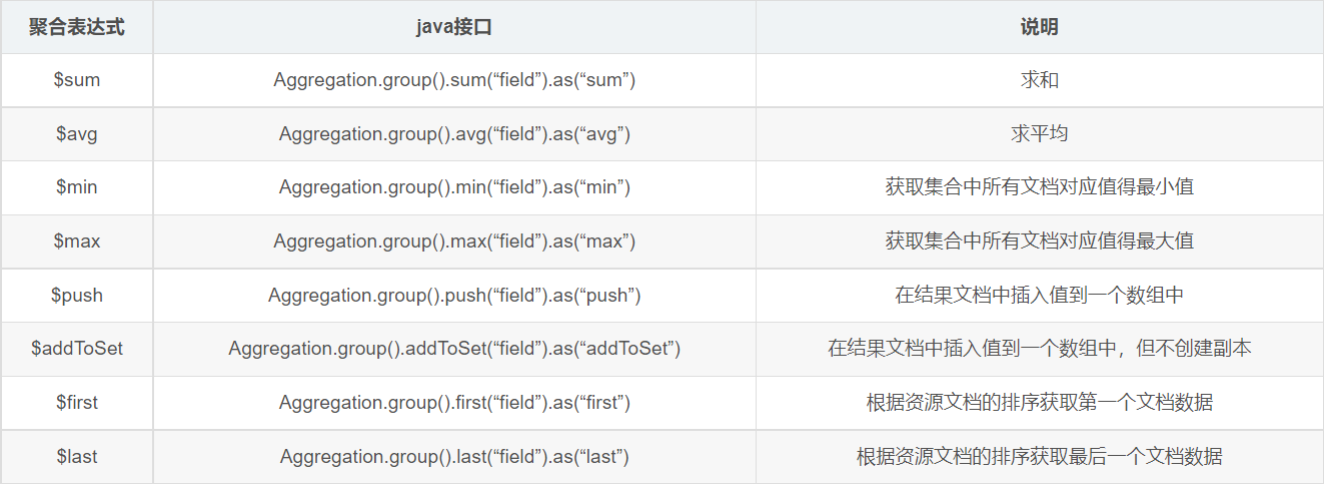 聚合表达式 java接口 说明
$sum Aggregation.group().sum(“field”).as(“sum”) 求和
$avg Aggregation.group().avg(“field”).as(“avg”) 求平均
$min Aggregation.group().min(“field”).as(“min”) 获取集合中所有文档对应值得最小值
$max Aggregation.group().max(“field”).as(“max”) 获取集合中所有文档对应值得最大值
$push Aggregation.group().push(“field”).as(“push”) 在结果文档中插入值到一个数组中
$addToSet Aggregation.group().addToSet(“field”).as(“addToSet”) 在结果文档中插入值到一个数组中，但不创建副本
$first Aggregation.group().first(“field”).as(“first”) 根据资源文档的排序获取第一个文档数据
$last Aggregation.group().last(“field”).as(“last”) 根据资源文档的排序获取最后一个文档数据